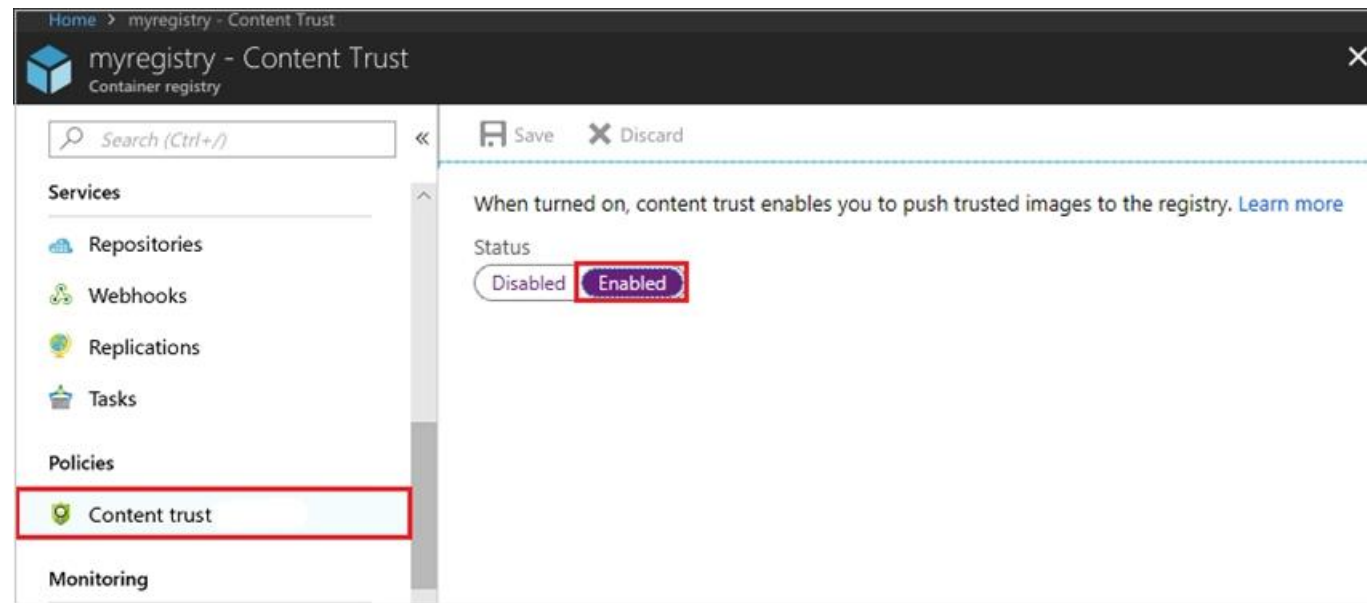 Home > myregistry - Content Trust
myregistry - Content Trust
Container registry
Search (Ctrl+/)
Save Discard
Services
Repositories
Webhooks
Replications
Tasks
Policies
Content trust
Monitoring
When turned on, content trust enables you to push trusted images to the registry. Learn more
Status
Disabled Enabled